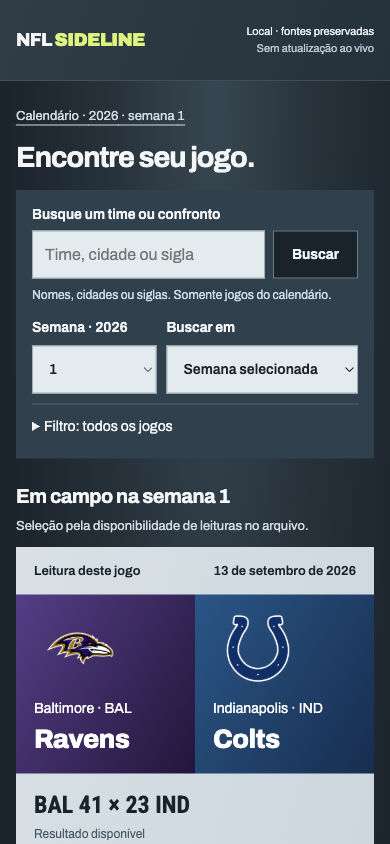 NFL SIDELINE
Local · fontes preservadas
Sem atualização ao vivo
Calendário · 2026 · semana 1
Encontre seu jogo.
Busque um time ou confronto
Time, cidade ou sigla
Buscar
Nomes, cidades ou siglas. Somente jogos do calendário.
Semana · 2026
Buscar em
1
Semana selecionada
Filtro: todos os jogos
Em campo na semana 1
Seleção pela disponibilidade de leituras no arquivo.
Leitura deste jogo
13 de setembro de 2026
B
Baltimore · BAL
Ravens
Indianapolis · IND
Colts
BAL 41 × 23 IND
Resultado disponível